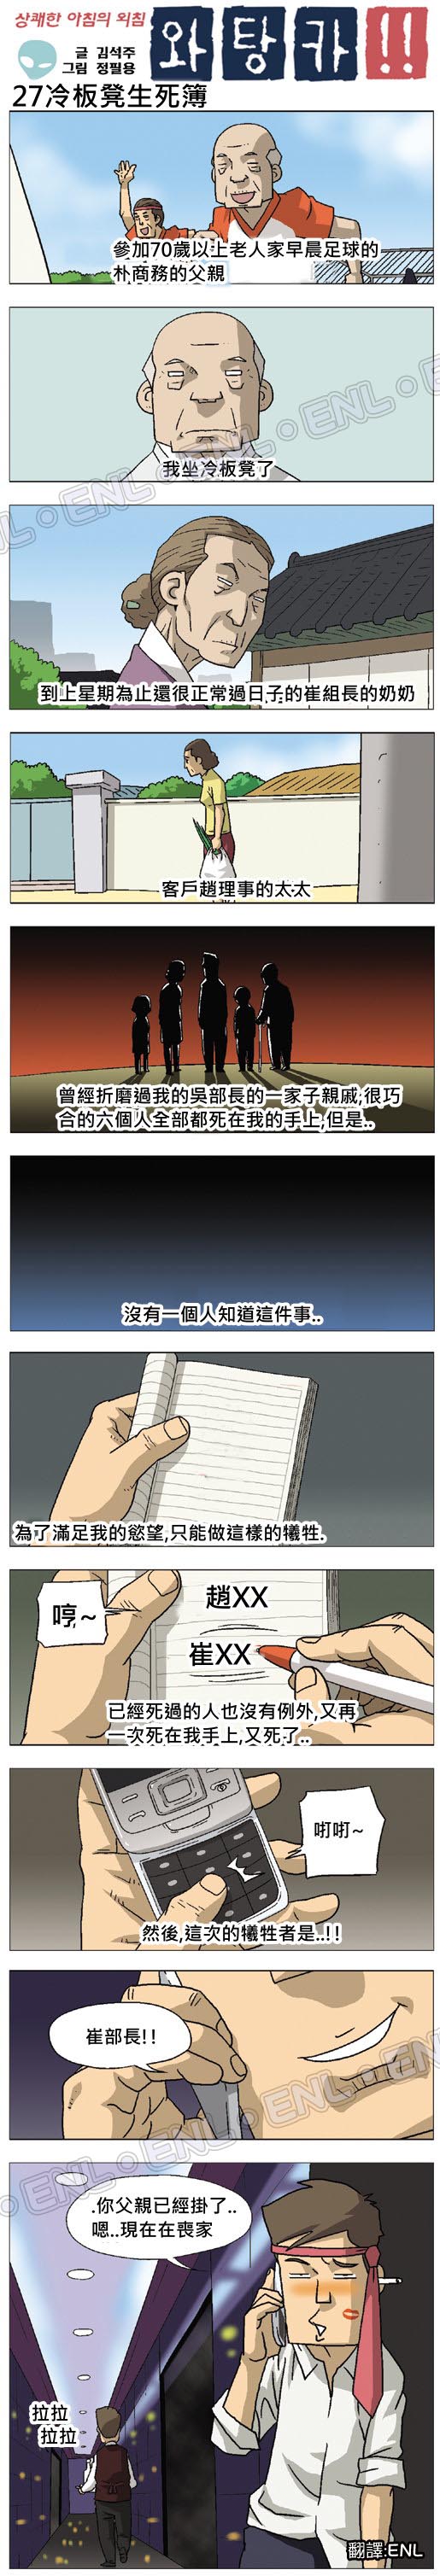 상쾌한 아침의 외침
글 김석주
그림 정필용
와탕카!!
27冷板凳生死簿
參加70歲以上老人家早晨足球的
朴商務的父親
ENL ENL ENL
我坐冷板凳了
到上星期為止還很正常過日子的崔組長的奶奶
客戶趙理事的太太
曾經折磨過我的吳部長的一家子親戚,很巧
合的六個人全部都死在我的手上,但是..
沒有一個人知道這件事..
為了滿足我的慾望,只能做這樣的犧牲.
哼~
趙XX
崔XX
已經死過的人也沒有例外,又再
一次死在我手上,又死了..
叮叮~
然後,這次的犧牲者是..!!
崔部長!!
ENL ENL ENL ENL
.你父親已經掛了..
嗯..現在在喪家
拉拉
拉拉
翻譯:ENL